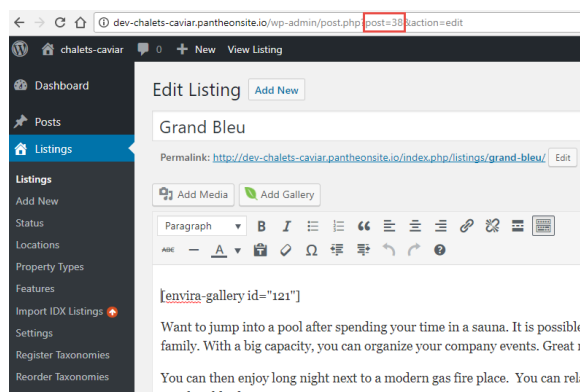 dev-chalets-caviar.pantheonsite.io/wp-admin/post.php?post=38&action=edit
chalets-caviar 0 + New View Listing
Dashboard
Posts
Listings
Listings
Add New
Status
Locations
Property Types
Features
Import IDX Listings
Settings
Register Taxonomies
Reorder Taxonomies
Edit Listing Add New
Grand Bleu
Permalink: http://dev-chalets-caviar.pantheonsite.io/index.php/listings/grand-bleu/ Edit
Add Media Add Gallery
Paragraph B I
ABC A Ω
[envira-gallery id="121"]
Want to jump into a pool after spending your time in a sauna. It is possible
family. With a big capacity, you can organize your company events. Great
You can then enjoy long night next to a modern gas fire place. You can